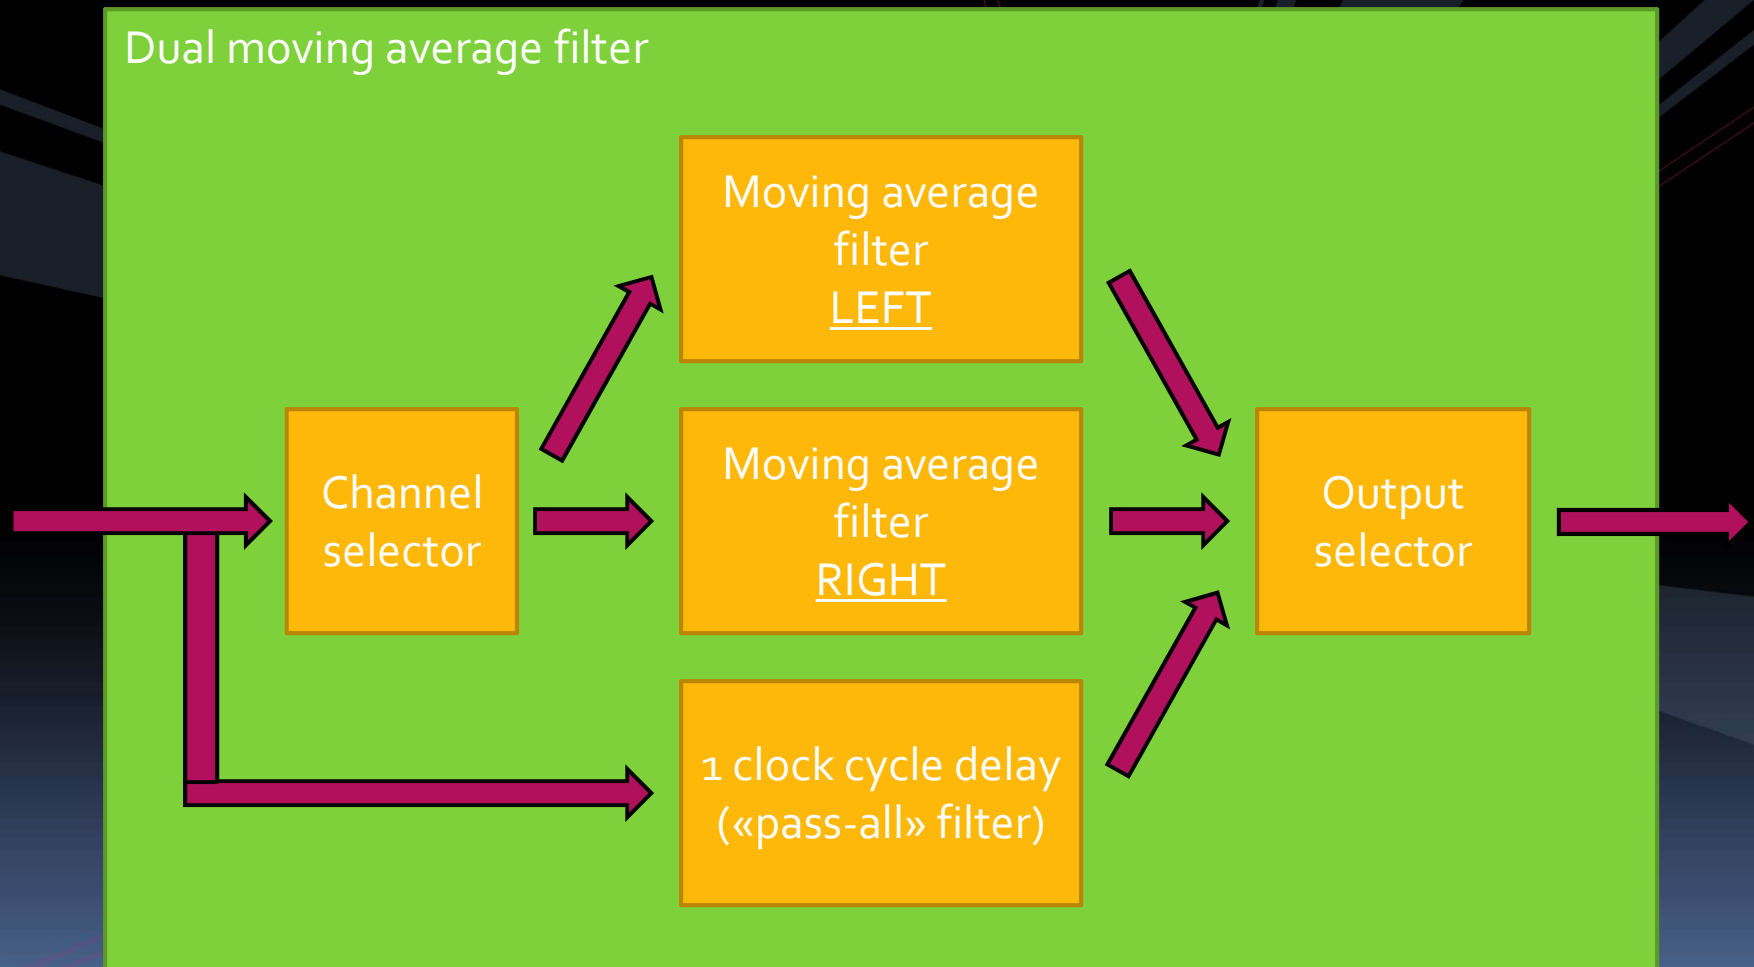 Dual moving average filter
Moving average
filter
LEFT
Channel
selector
Moving average
filter
RIGHT
Output
selector
1 clock cycle delay
(«pass-all» filter)